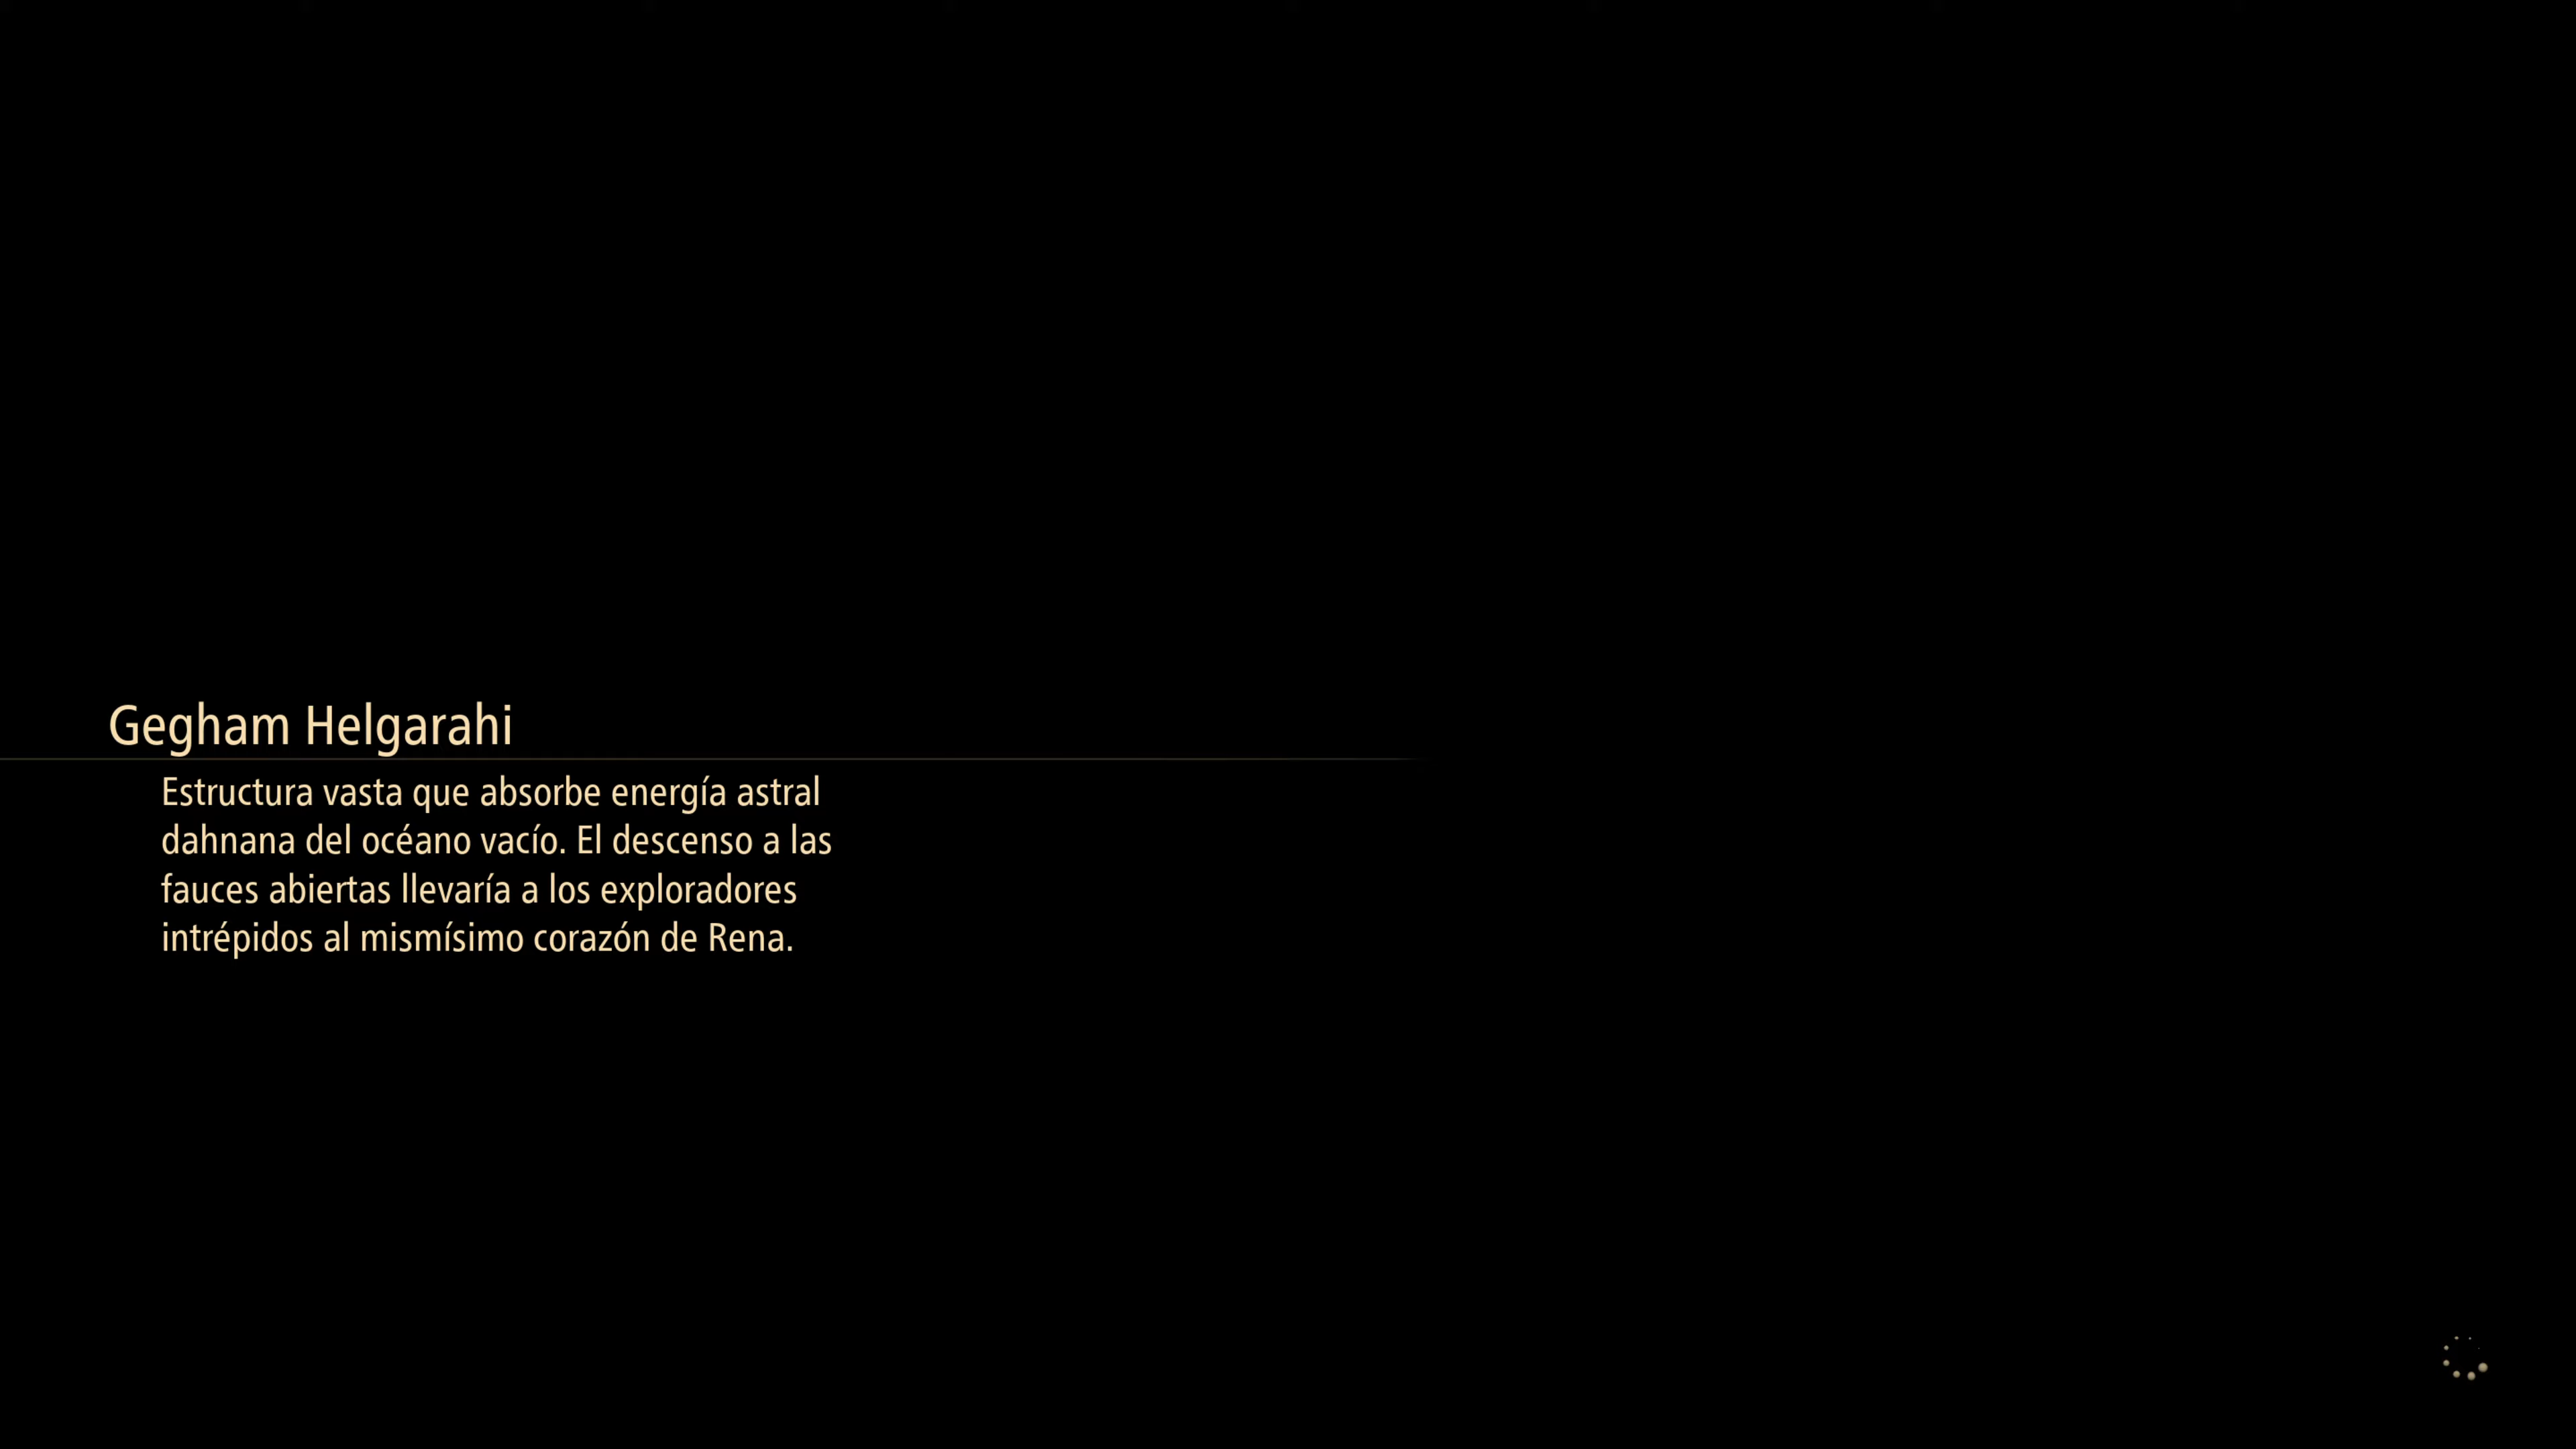 Gegham Helgarahi
Estructura vasta que absorbe energía astral
dahnana del océano vacío. El descenso a las
fauces abiertas llevaría a los exploradores
intrépidos al mismísimo corazón de Rena.